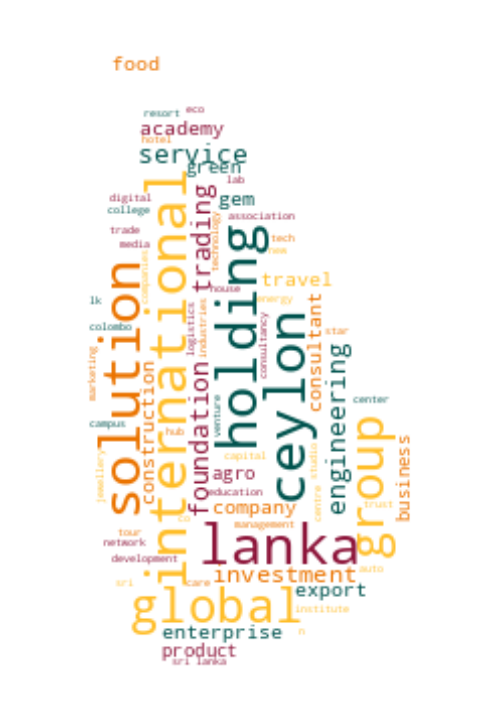 food
resort
eco
academy
hotel
service
green
lab
digital
gem
college
association
trade
technology
tech
media
new
international
trading
holding
companies
house
travel
energy
lk
solution
ceylon
colombo
logistics
industries
consultancy
consultant
star
marketing
construction
foundation
venture
engineering
center
campus
hub
group
business
capital
studio
jewellery
agro
education
centre
company
trust
co
management
tour
network
lanka
development
auto
investment
sri
care
export
global
institute
enterprise
n
product
sri lanka